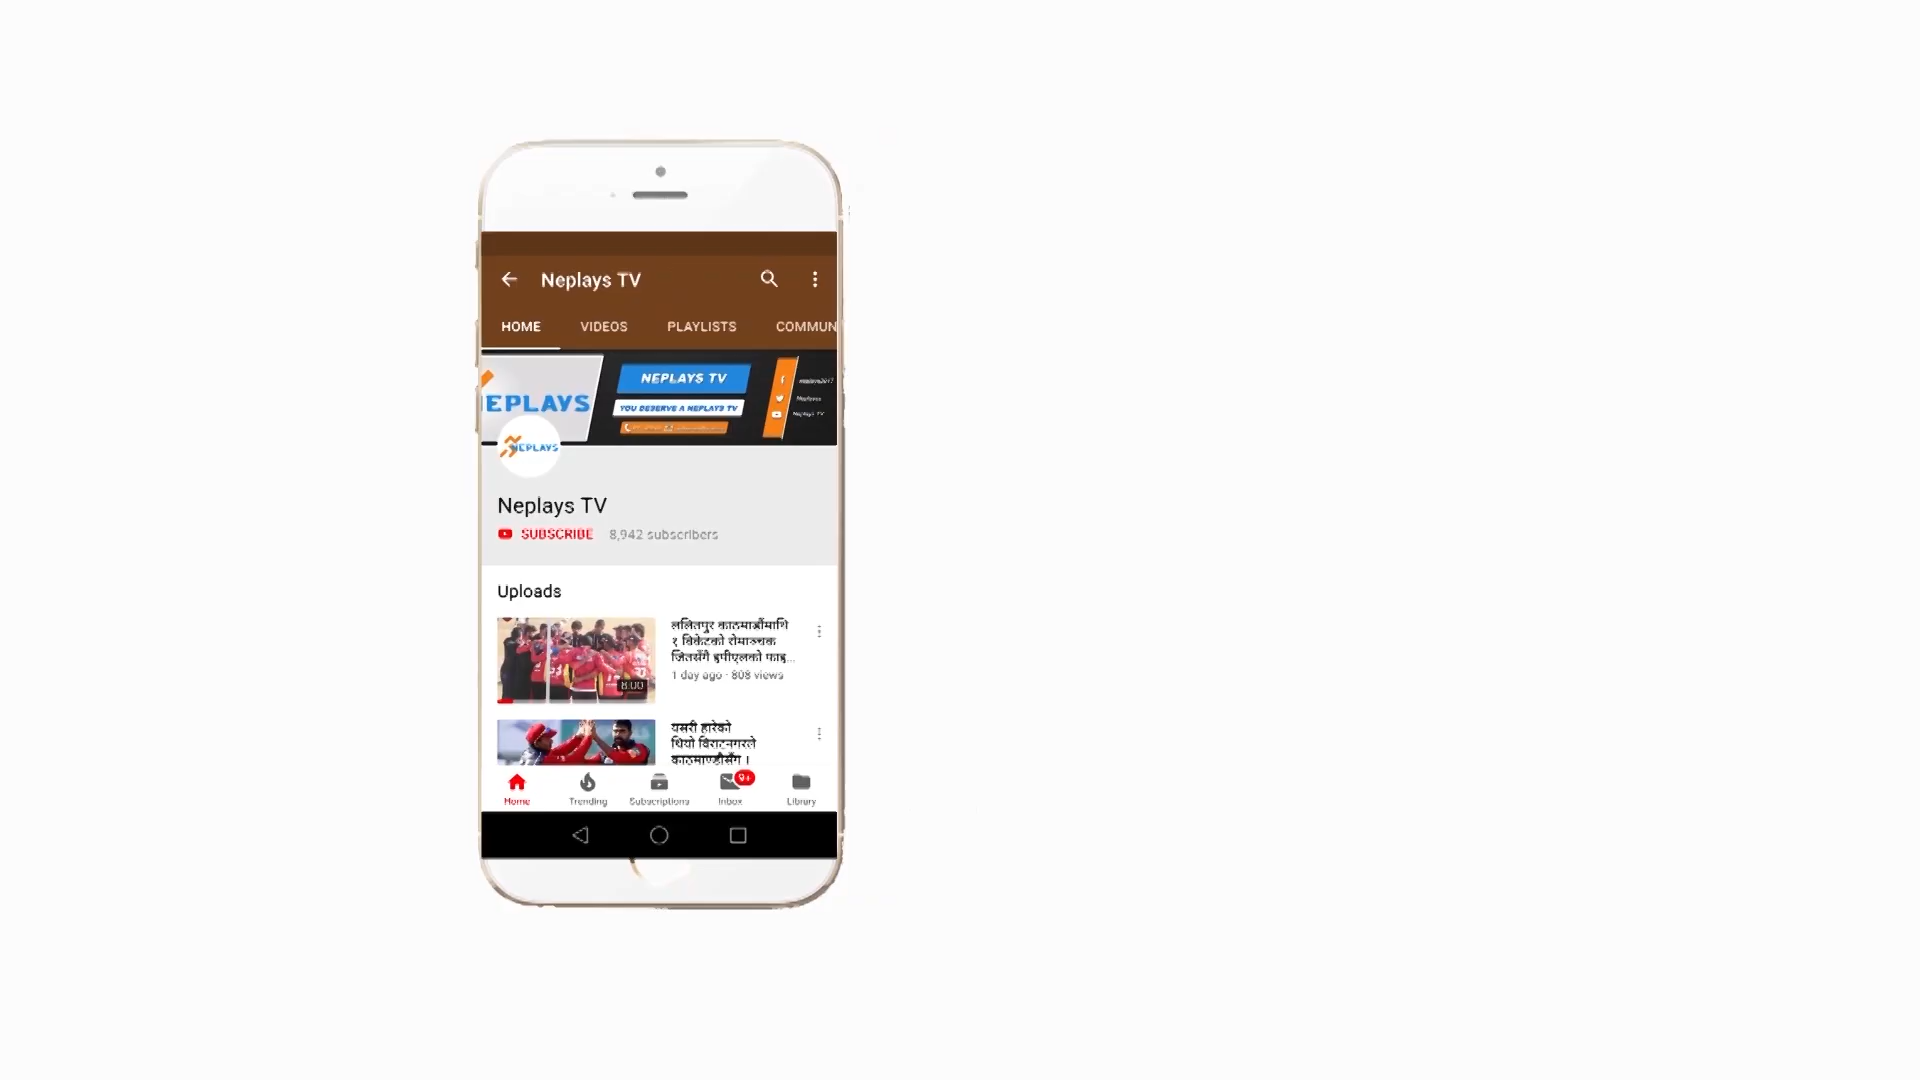 Neplays TV
HOME VIDEOS PLAYLISTS COMMUN
NEPLAYS TV
EPLAYS
YOU DESERVE A NEPLAYS TV
Neplays TV
NEPLAYS
Neplays TV
SUBSCRIBE 8,942 subscribers
Uploads
ललितपुर काठमाडौंमाथि
१ विकेटको रोमाञ्चक
जितसँगै इपीएलको फाइ...
1 day ago · 808 views
8:00
यसरी हारेको
थियो विराटनगरले
काठमाण्डौसँग ।
9+
Home Trending Subscriptions Inbox Library